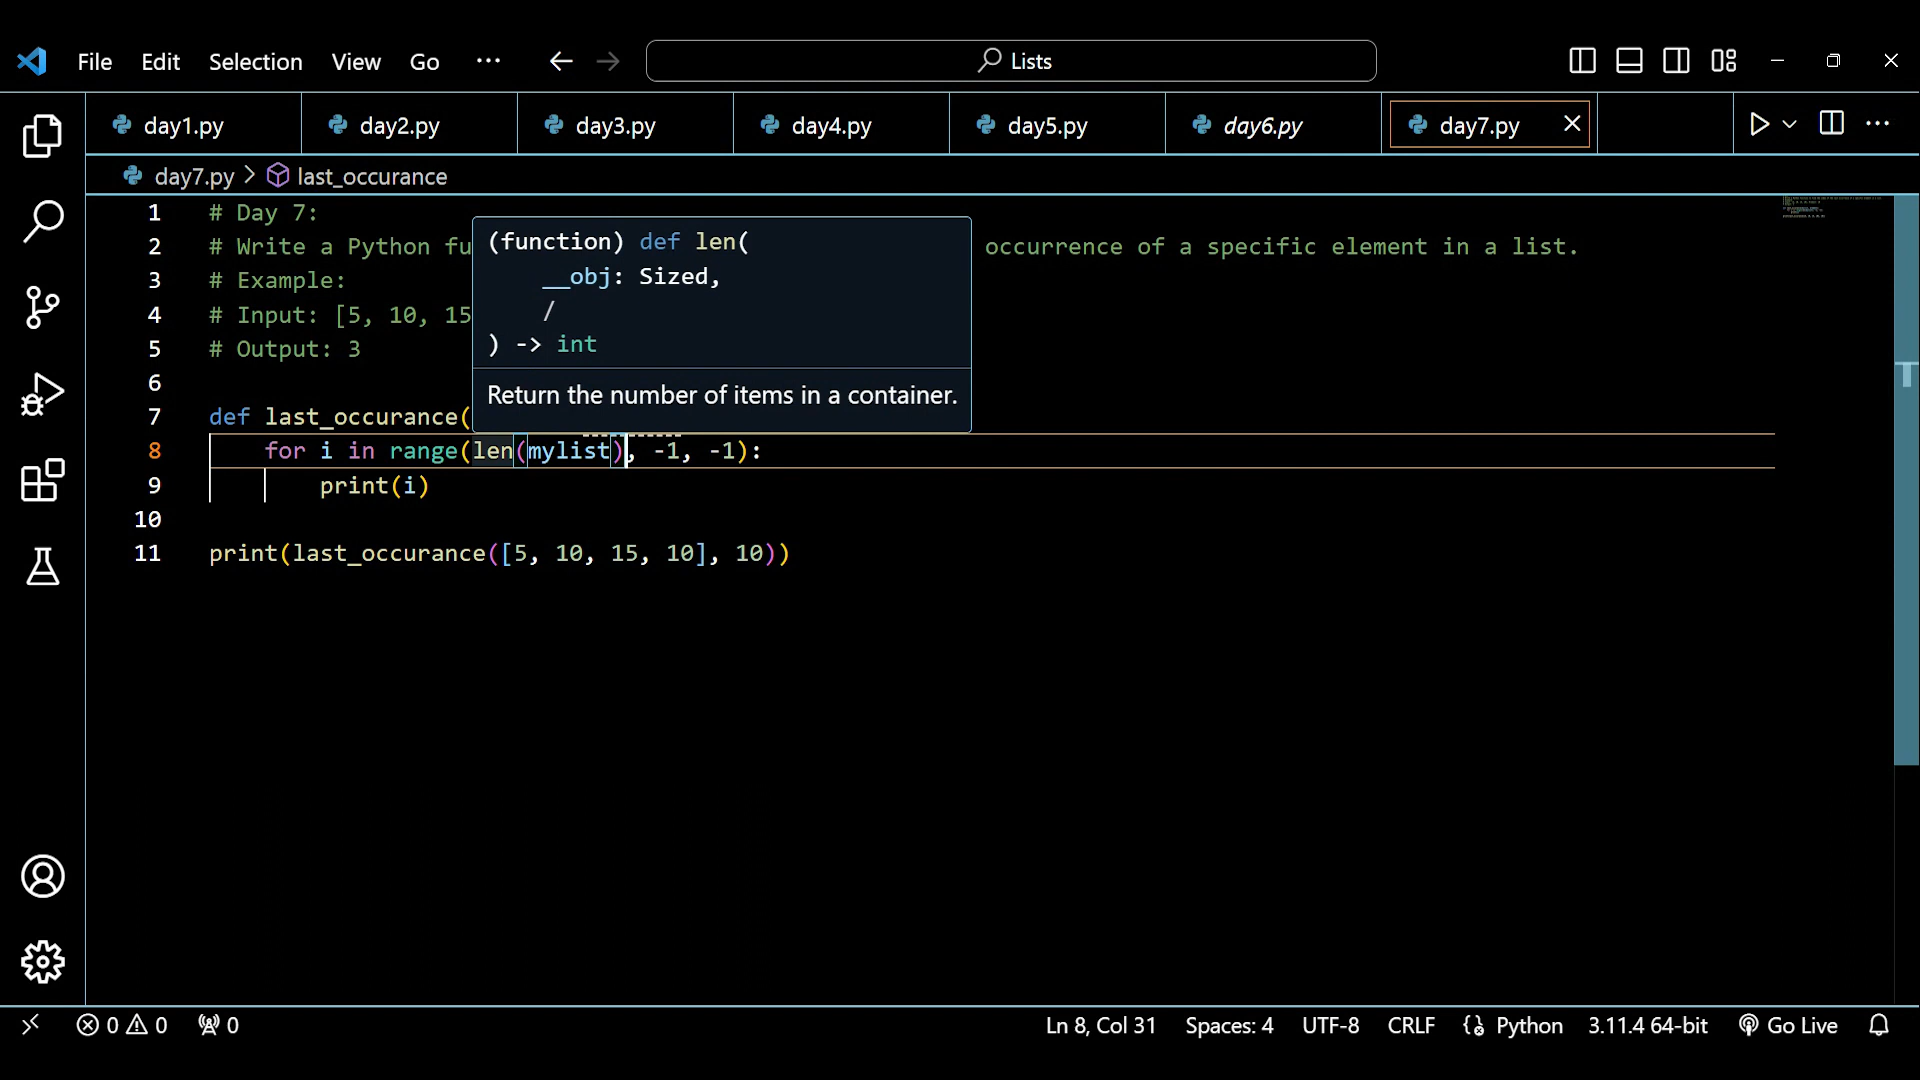 File Edit Selection View Go ··· Lists
day1.py day2.py day3.py day4.py day5.py day6.py day7.py
day7.py > last_occurance
1 # Day 7:
2 # Write a Python fu occurrence of a specific element in a list.
3 # Example:
4 # Input: [5, 10, 15
5 # Output: 3
6
7 def last_occurance(
8 for i in range(len(mylist), -1, -1):
9 print(i)
10
11 print(last_occurance([5, 10, 15, 10], 10))
(function) def len(
__obj: Sized,
/
) -> int
Return the number of items in a container.
0 0 0 Ln 8, Col 31 Spaces: 4 UTF-8 CRLF Python 3.11.4 64-bit Go Live